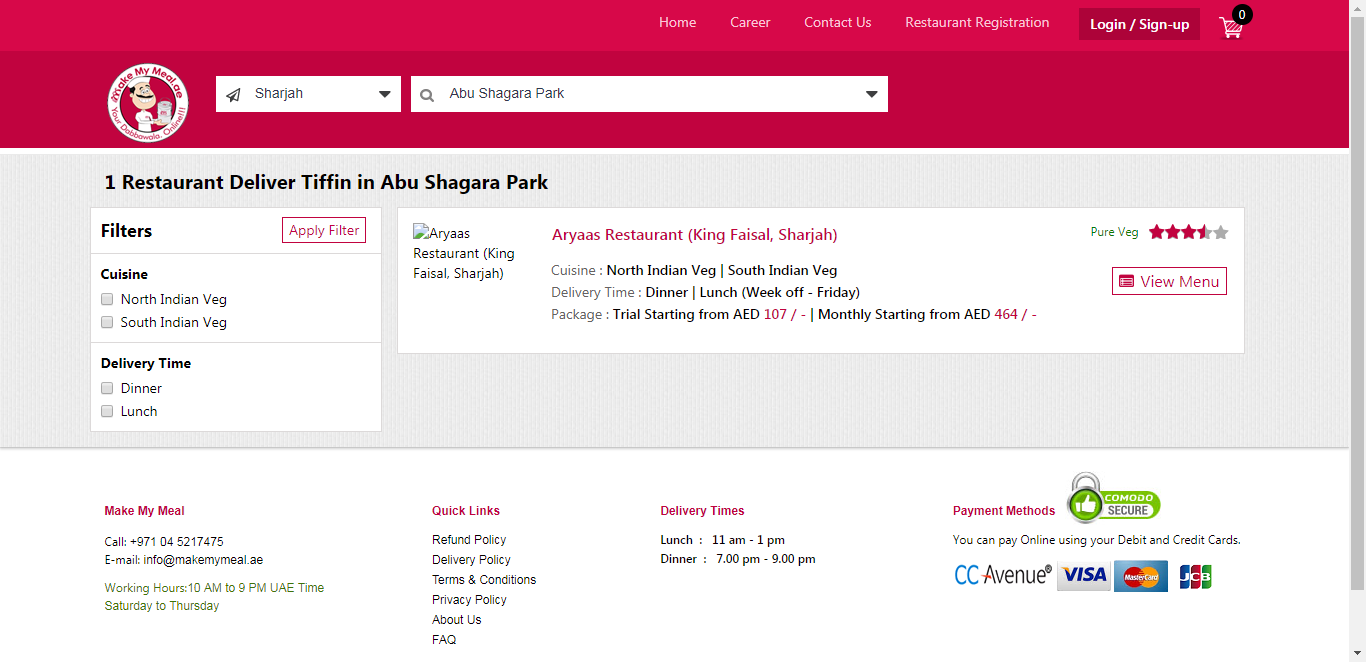 Home
Career
Contact Us
Restaurant Registration
Login / Sign-up
0
Make My Meal.ae
Your Dabbawala, Online!!!
Sharjah
Abu Shagara Park
1 Restaurant Deliver Tiffin in Abu Shagara Park
Filters
Apply Filter
Cuisine
North Indian Veg
South Indian Veg
Delivery Time
Dinner
Lunch
Aryaas
Restaurant (King
Faisal, Sharjah)
Aryaas Restaurant (King Faisal, Sharjah)
Cuisine : North Indian Veg | South Indian Veg
Delivery Time : Dinner | Lunch (Week off - Friday)
Package : Trial Starting from AED 107 / - | Monthly Starting from AED 464 / -
Pure Veg
View Menu
Make My Meal
Call: +971 04 5217475
E-mail: info@makemymeal.ae
Working Hours:10 AM to 9 PM UAE Time
Saturday to Thursday
Quick Links
Refund Policy
Delivery Policy
Terms & Conditions
Privacy Policy
About Us
FAQ
Delivery Times
Lunch : 11 am - 1 pm
Dinner : 7.00 pm - 9.00 pm
Payment Methods
COMODO
SECURE
You can pay Online using your Debit and Credit Cards.
CCAvenue®
VISA
MasterCard
JCB